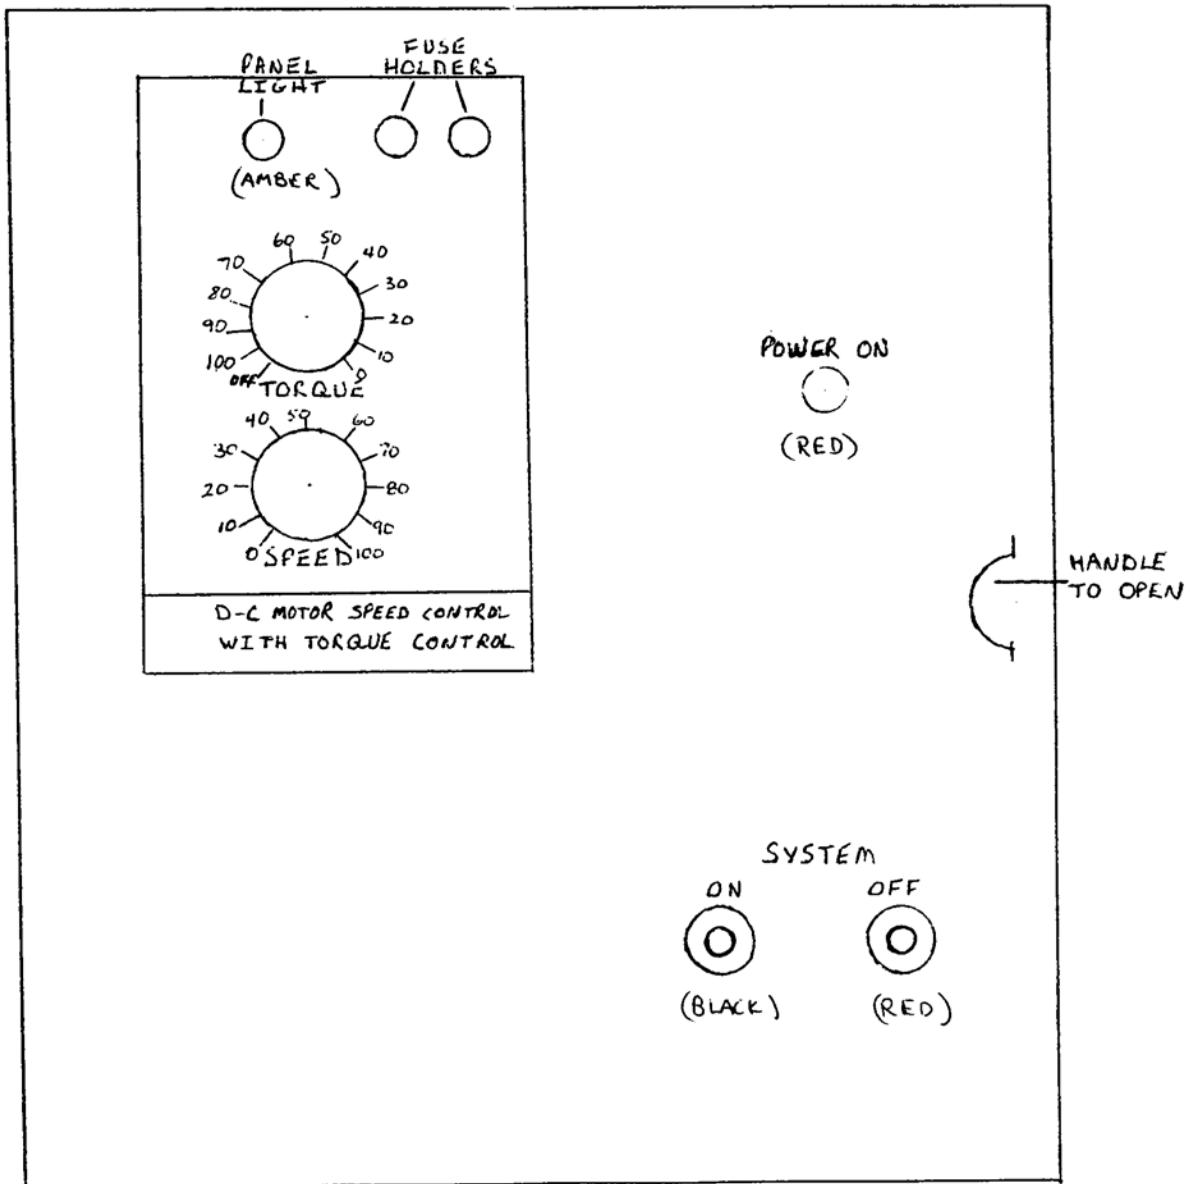 PANEL
LIGHT
FUSE
HOLDERS
(AMBER)
60 50
70 40
80 30
90 20
100 10
OFF TORQUE 0
40 50 60
30 70
20 80
10 90
0 SPEED 100
D-C MOTOR SPEED CONTROL
WITH TORQUE CONTROL
POWER ON
(RED)
HANDLE
TO OPEN
SYSTEM
ON OFF
(BLACK) (RED)